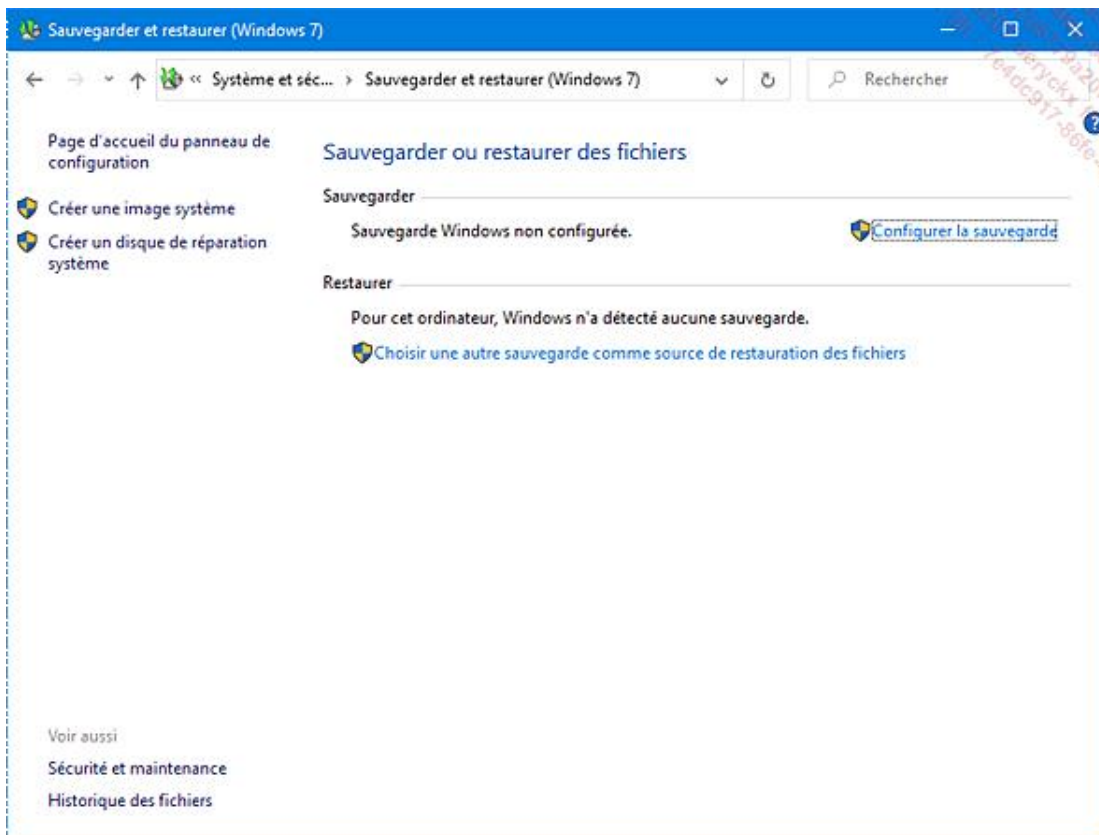 Sauvegarder et restaurer (Windows 7)
« Système et séc... > Sauvegarder et restaurer (Windows 7)
Rechercher
Page d'accueil du panneau de
configuration
Créer une image système
Créer un disque de réparation
système
Sauvegarder ou restaurer des fichiers
Sauvegarder
Sauvegarde Windows non configurée.
Configurer la sauvegarde
Restaurer
Pour cet ordinateur, Windows n'a détecté aucune sauvegarde.
Choisir une autre sauvegarde comme source de restauration des fichiers
Voir aussi
Sécurité et maintenance
Historique des fichiers